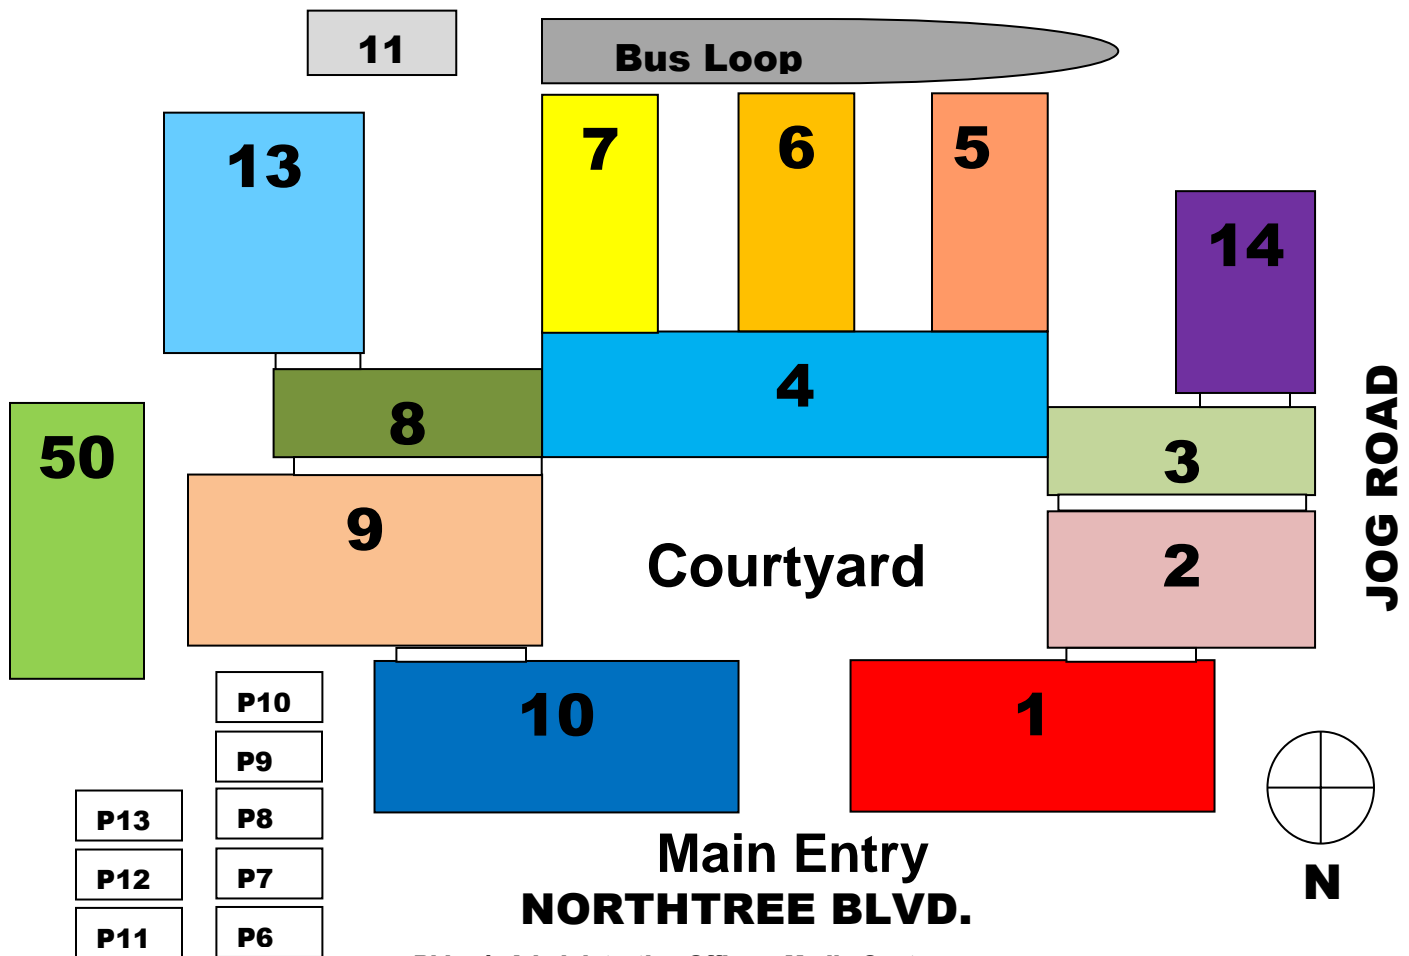 11
Bus Loop
13
7
6
5
14
4
8
3
50
9
Courtyard
2
JOG ROAD
10
1
P10
P9
P8
P7
P6
P13
P12
P11
Main Entry
NORTHTREE BLVD.
N